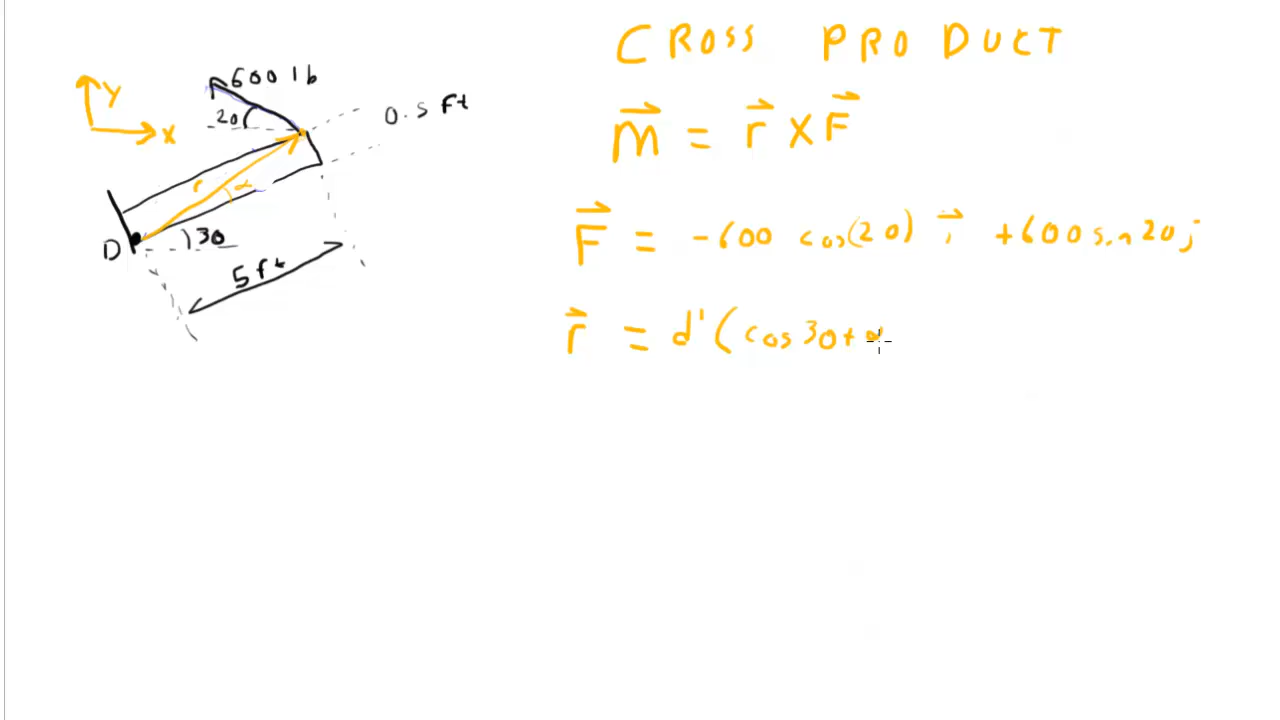 CROSS PRODUCT
600 lb
Y
20
0.5 ft
X
m = r X F
r
α
D
30
F = -600 cos(20) i + 600 sin 20 j
5 ft
r = d' ( cos 30 + α